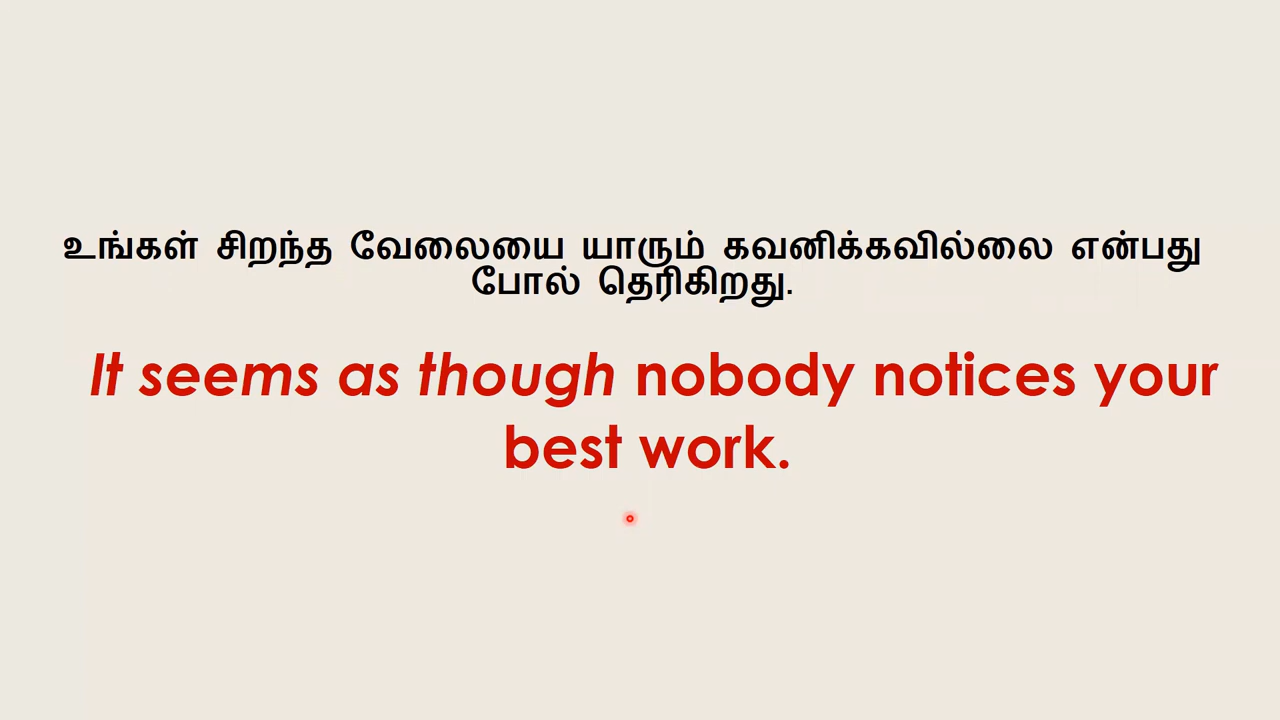 உங்கள் சிறந்த வேலையை யாரும் கவனிக்கவில்லை என்பது
போல் தெரிகிறது.
It seems as though nobody notices your
best work.